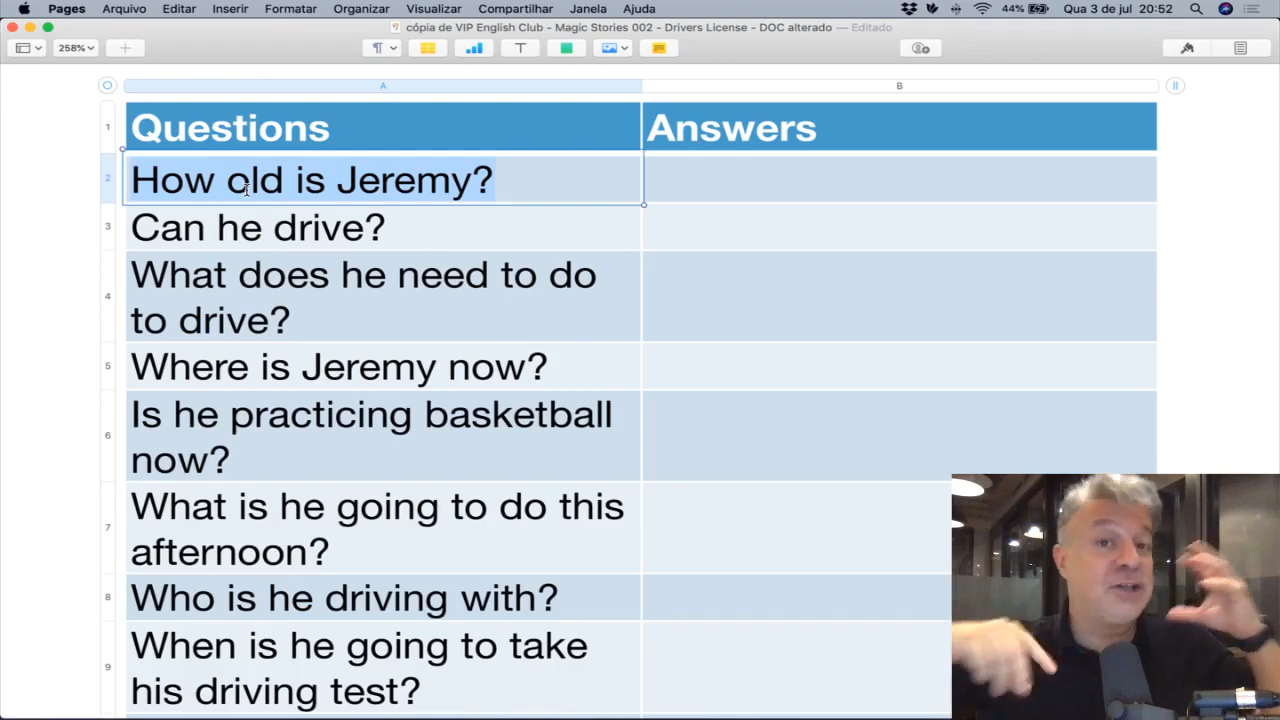 Pages Arquivo Editar Inserir Formatar Organizar Visualizar Compartilhar Janela Ajuda 44% Qua 3 de jul 20:52
cópia de VIP English Club - Magic Stories 002 - Drivers License - DOC alterado — Editado
258%
A B
1 Questions Answers
2 How old is Jeremy?
3 Can he drive?
4 What does he need to do
to drive?
5 Where is Jeremy now?
6 Is he practicing basketball
now?
7 What is he going to do this
afternoon?
8 Who is he driving with?
9 When is he going to take
his driving test?